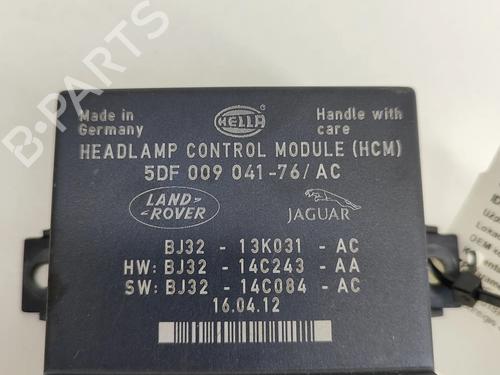 B-PARTS
Made in
Germany
HELLA
Handle with
care
HEADLAMP CONTROL MODULE (HCM)
5DF 009 041-76/AC
LAND
ROVER
JAGUAR
BJ32 - 13K031 - AC
HW: BJ32 - 14C243 - AA
SW: BJ32 - 14C084 - AC
16.04.12